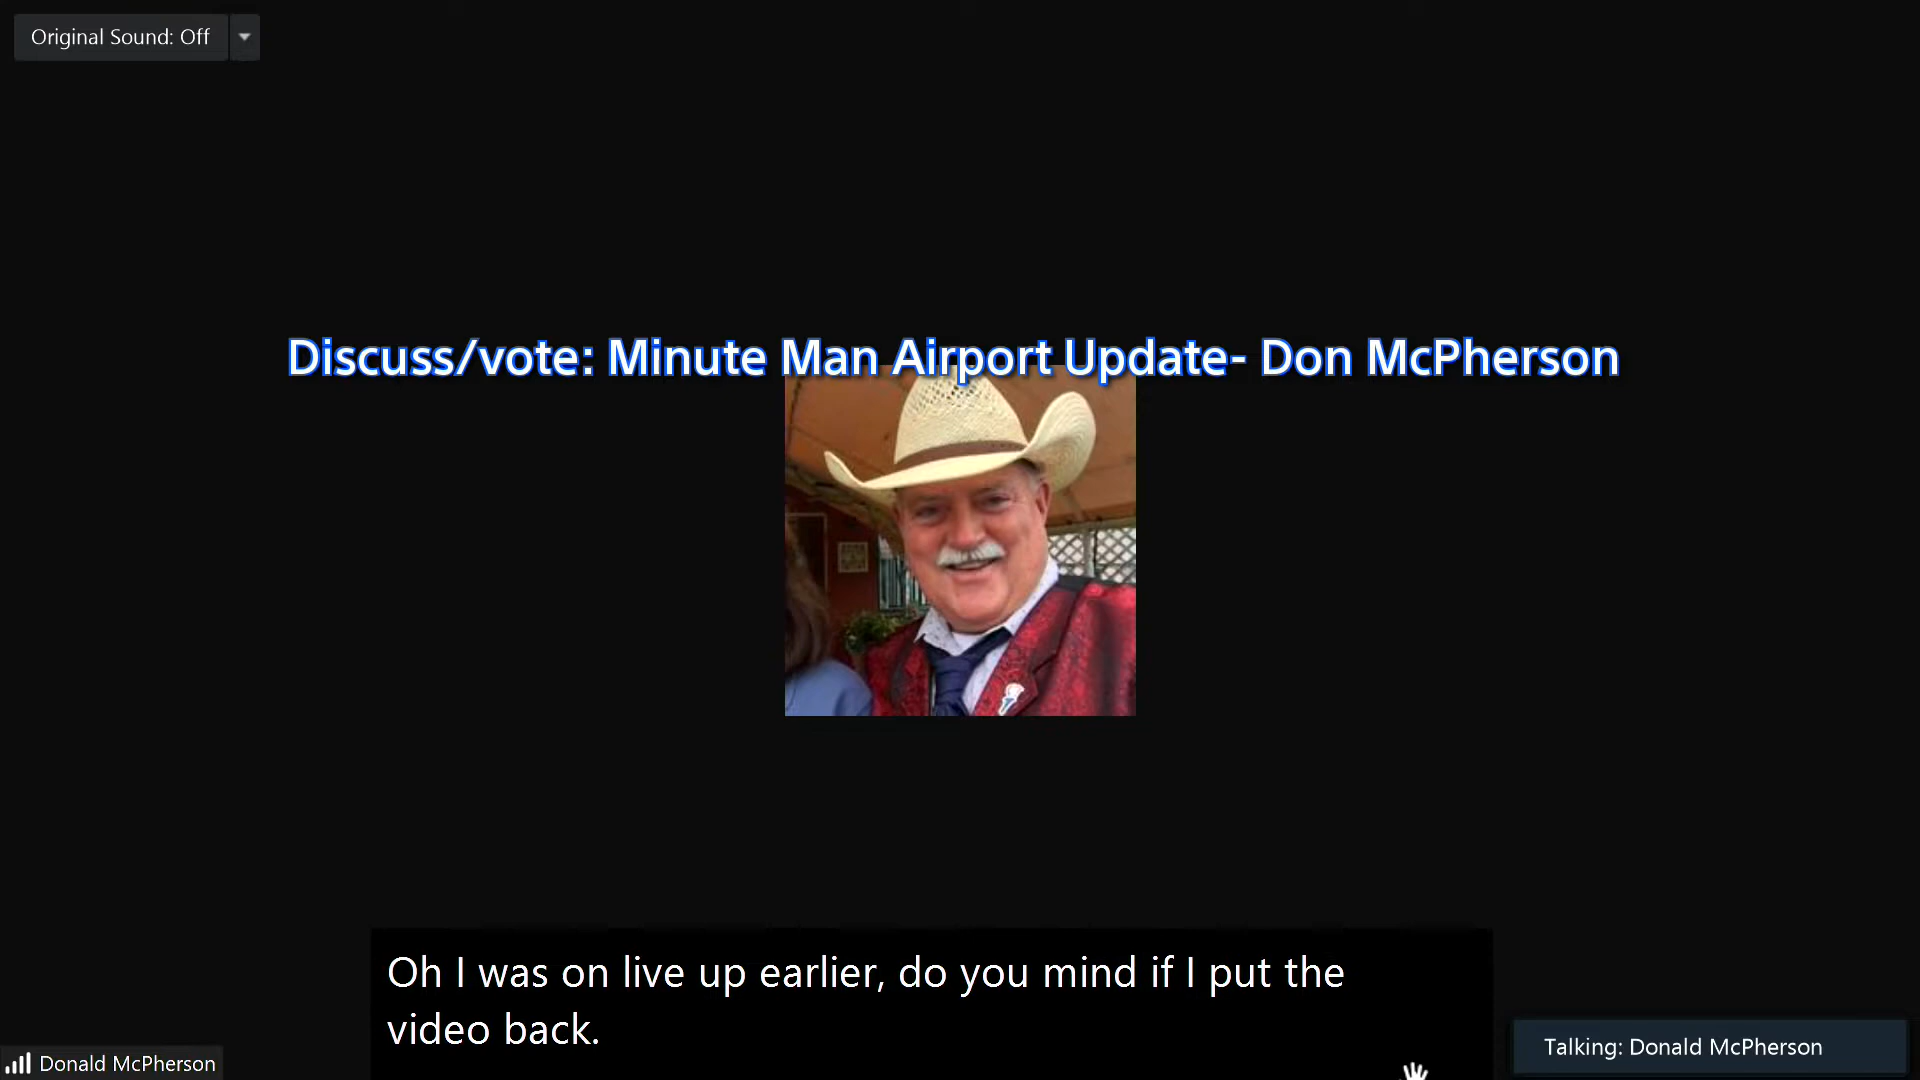 Original Sound: Off
Discuss/vote: Minute Man Airport Update- Don McPherson
Oh I was on live up earlier, do you mind if I put the
video back.
Donald McPherson
Talking: Donald McPherson